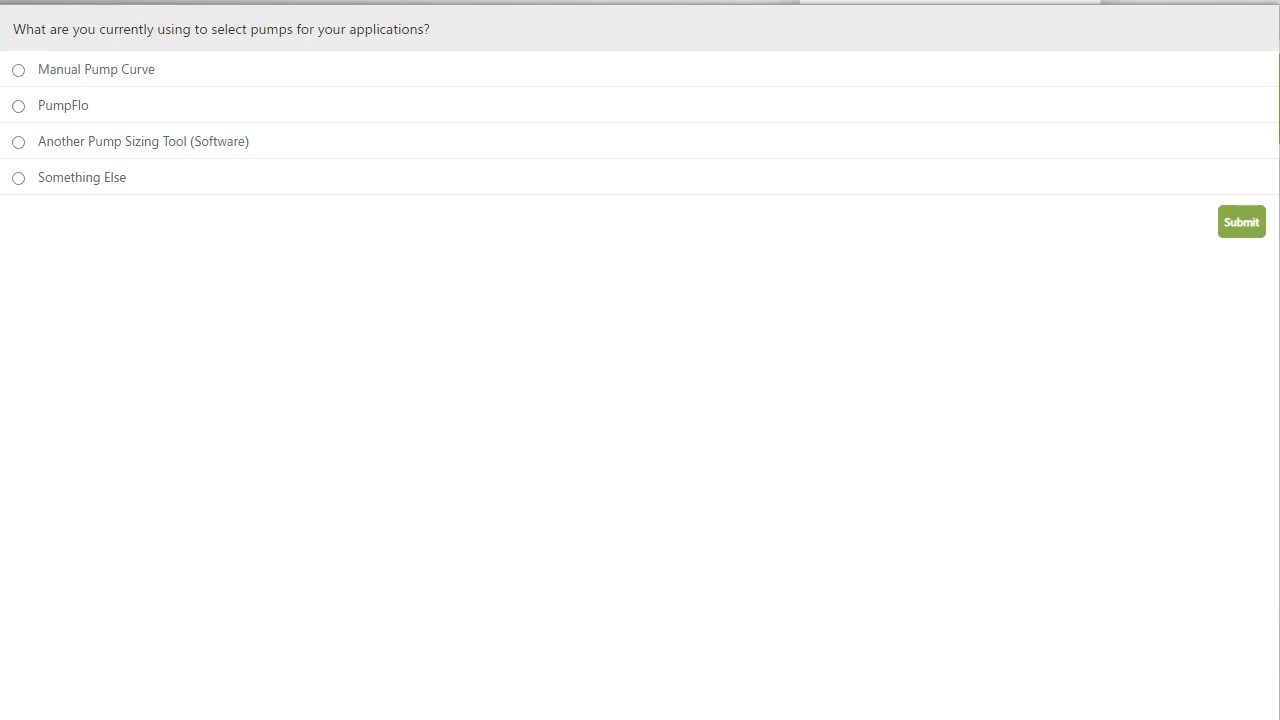 What are you currently using to select pumps for your applications?
Manual Pump Curve
PumpFlo
Another Pump Sizing Tool (Software)
Something Else
Submit